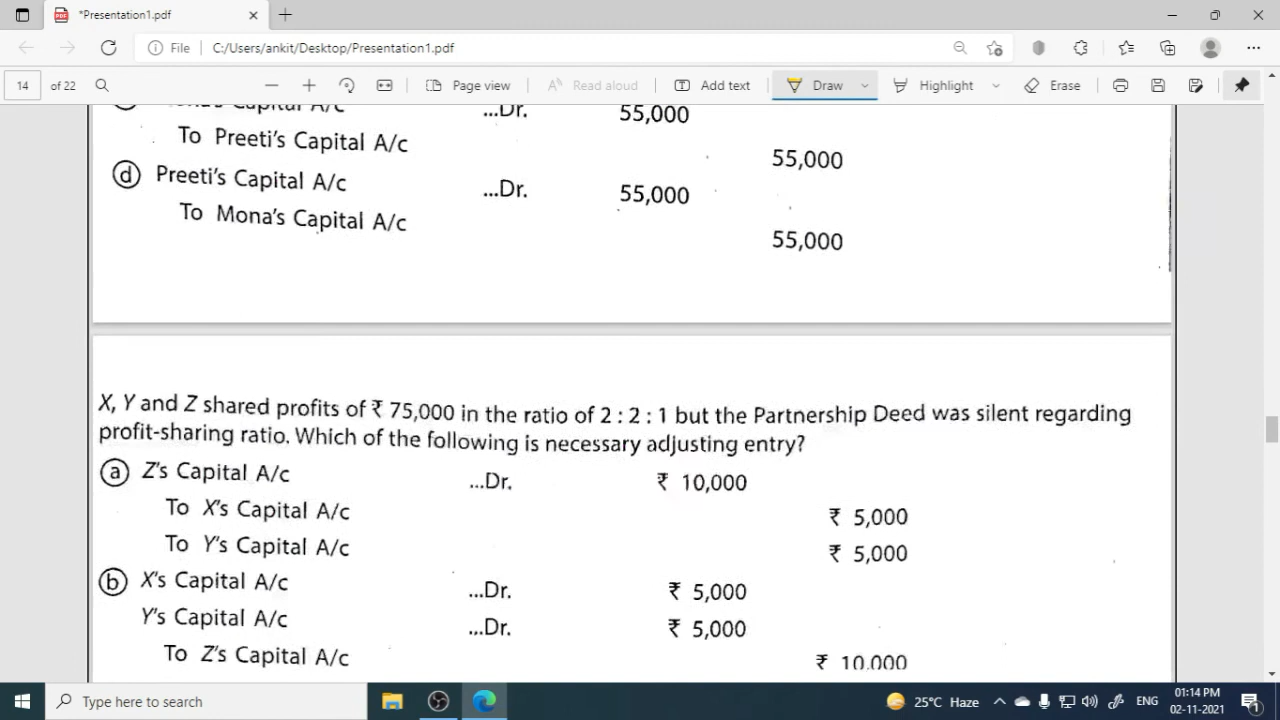 *Presentation1.pdf
File
C:/Users/ankit/Desktop/Presentation1.pdf
14 of 22
Page view
Read aloud
Add text
Draw
Highlight
Erase
Capital A/c ...Dr. 55,000
To Preeti's Capital A/c 55,000
d Preeti's Capital A/c ...Dr. 55,000
To Mona's Capital A/c 55,000
X, Y and Z shared profits of ₹ 75,000 in the ratio of 2 : 2 : 1 but the Partnership Deed was silent regarding
profit-sharing ratio. Which of the following is necessary adjusting entry?
a Z's Capital A/c ...Dr. ₹ 10,000
To X's Capital A/c ₹ 5,000
To Y's Capital A/c ₹ 5,000
b X's Capital A/c ...Dr. ₹ 5,000
Y's Capital A/c ...Dr. ₹ 5,000
To Z's Capital A/c ₹ 10,000
Type here to search
25°C Haze
ENG
01:14 PM
02-11-2021
1